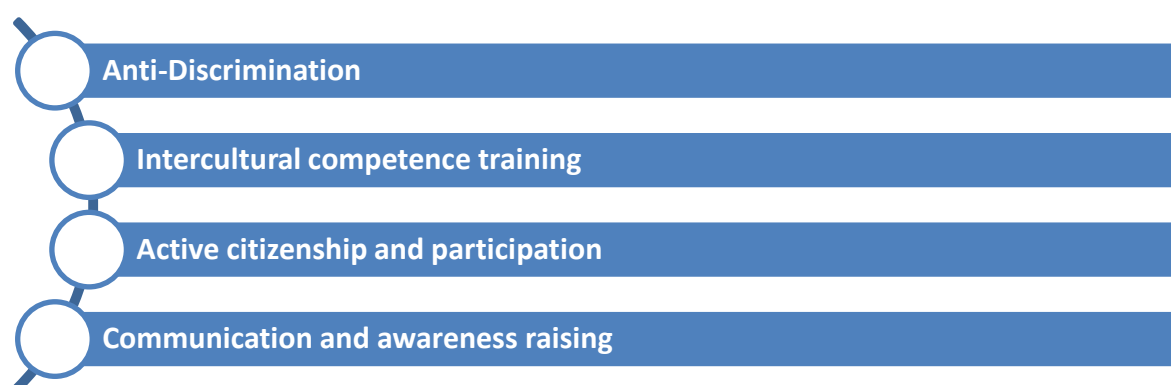 Anti-Discrimination
Intercultural competence training
Active citizenship and participation
Communication and awareness raising